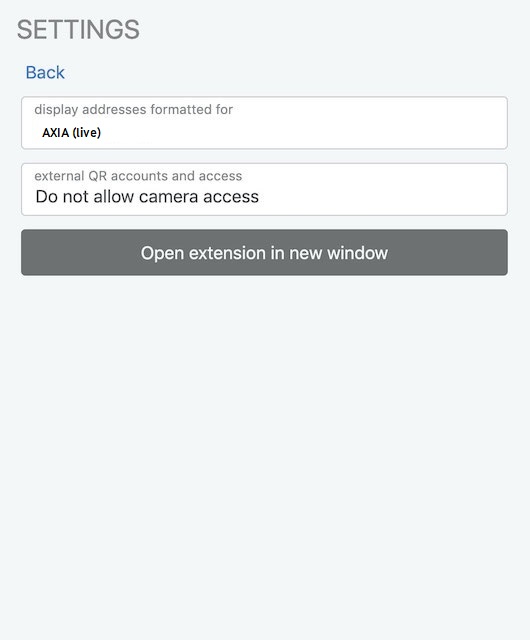 SETTINGS
Back
display addresses formatted for
AXIA (live)
external QR accounts and access
Do not allow camera access
Open extension in new window